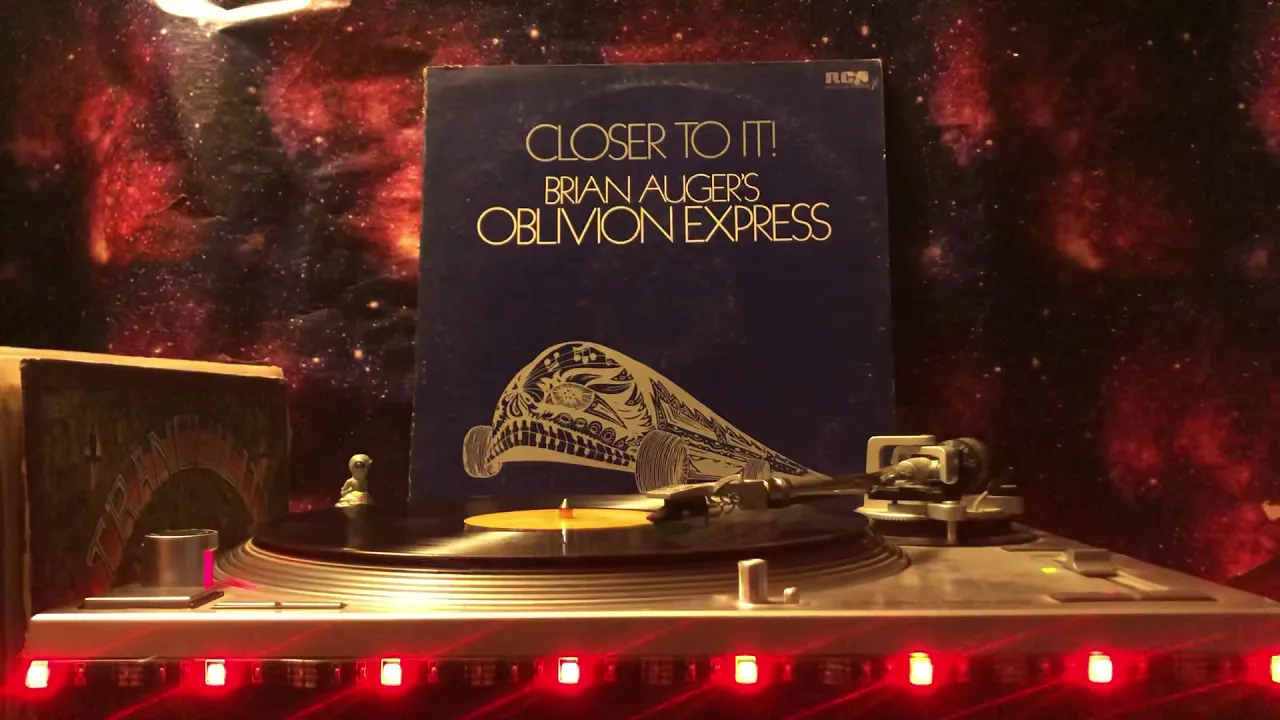 RCA
CLOSER TO IT!
BRIAN AUGER'S
OBLIVION EXPRESS